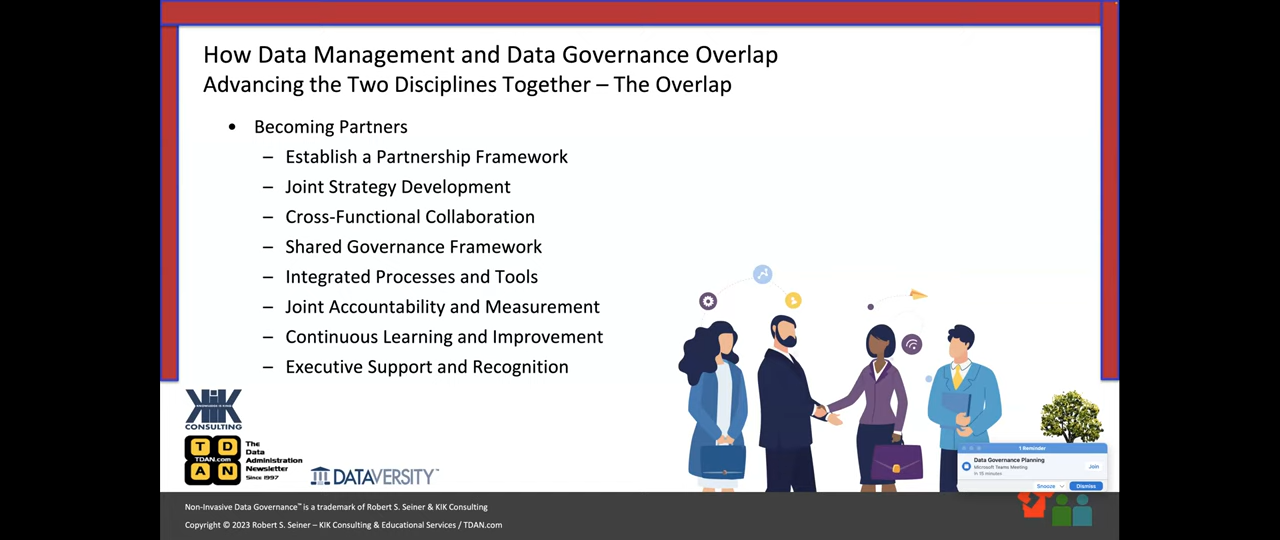 How Data Management and Data Governance Overlap
Advancing the Two Disciplines Together – The Overlap
• Becoming Partners
– Establish a Partnership Framework
– Joint Strategy Development
– Cross-Functional Collaboration
– Shared Governance Framework
– Integrated Processes and Tools
– Joint Accountability and Measurement
– Continuous Learning and Improvement
– Executive Support and Recognition
KIK
CONSULTING
T D
TDAN.com
A N
The
Data
Administration
Newsletter
Since 1997
DATAVERSITY™
1 Reminder
Data Governance Planning
Microsoft Teams Meeting
in 15 minutes
Join
Snooze
Dismiss
Non-Invasive Data Governance™ is a trademark of Robert S. Seiner & KIK Consulting
Copyright © 2023 Robert S. Seiner – KIK Consulting & Educational Services / TDAN.com